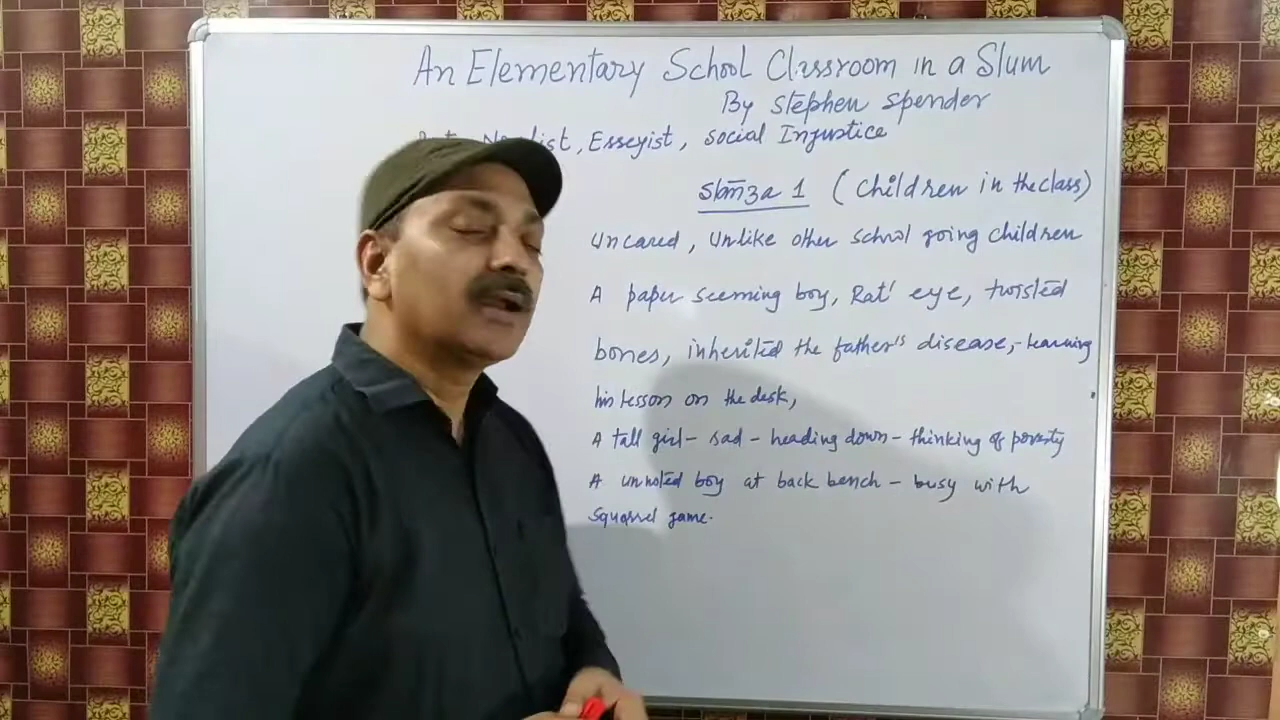 An Elementary School Classroom in a Slum
By Stephen Spender
, Esseyist, Social Injustice
Stanza 1 (Children in the class)
Uncared, Unlike other school going children
A paper seeming boy, Rat' eye, twisted
bones, inherited the father's disease,- learning
his lesson on the desk,
A tall girl- sad - heading down - thinking of poverty
A unnoted boy at back bench - busy with
Squirrel game.